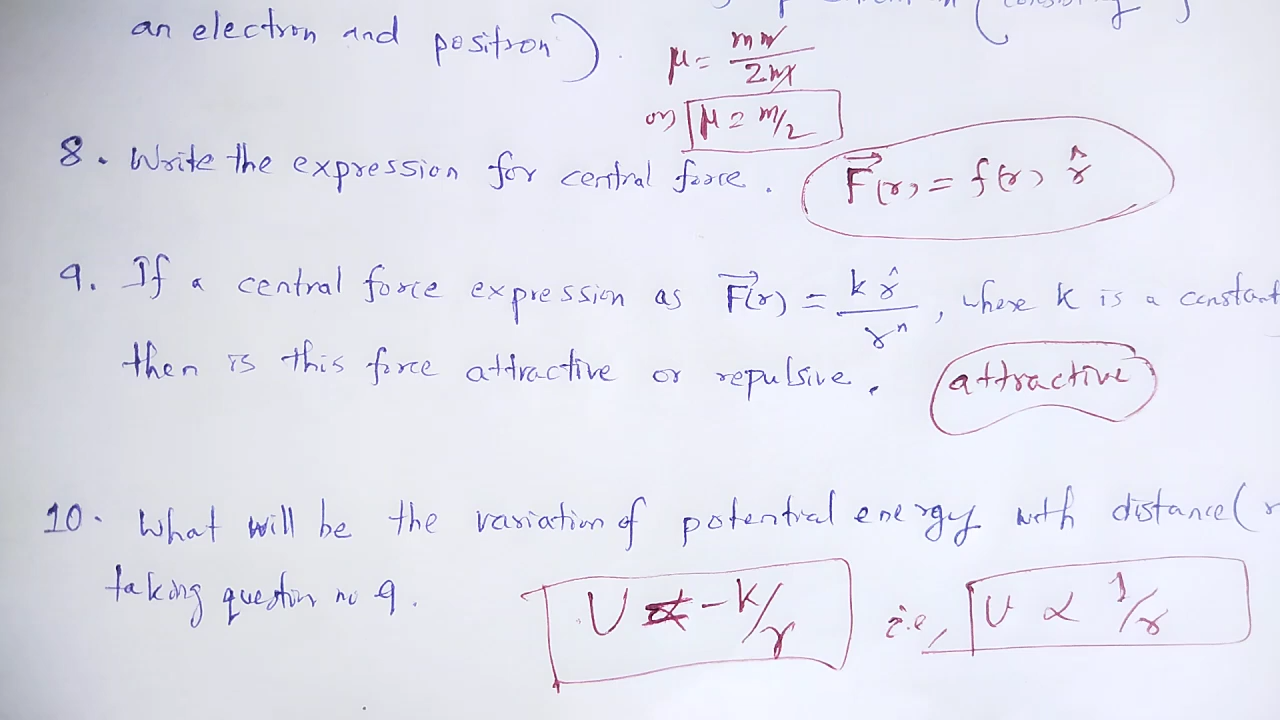 (consisting
an electron and positron).
μ = mm/2m
or μ = m/2
8. Write the expression for central force. F⃗(r) = f(r) r̂
9. If a central force expression as F⃗(r) = k r̂/rⁿ, where k is a constant
then is this force attractive or repulsive. attractive
10. What will be the variation of potential energy with distance (r
taking question no 9. U = -k/r i.e, U ∝ 1/r